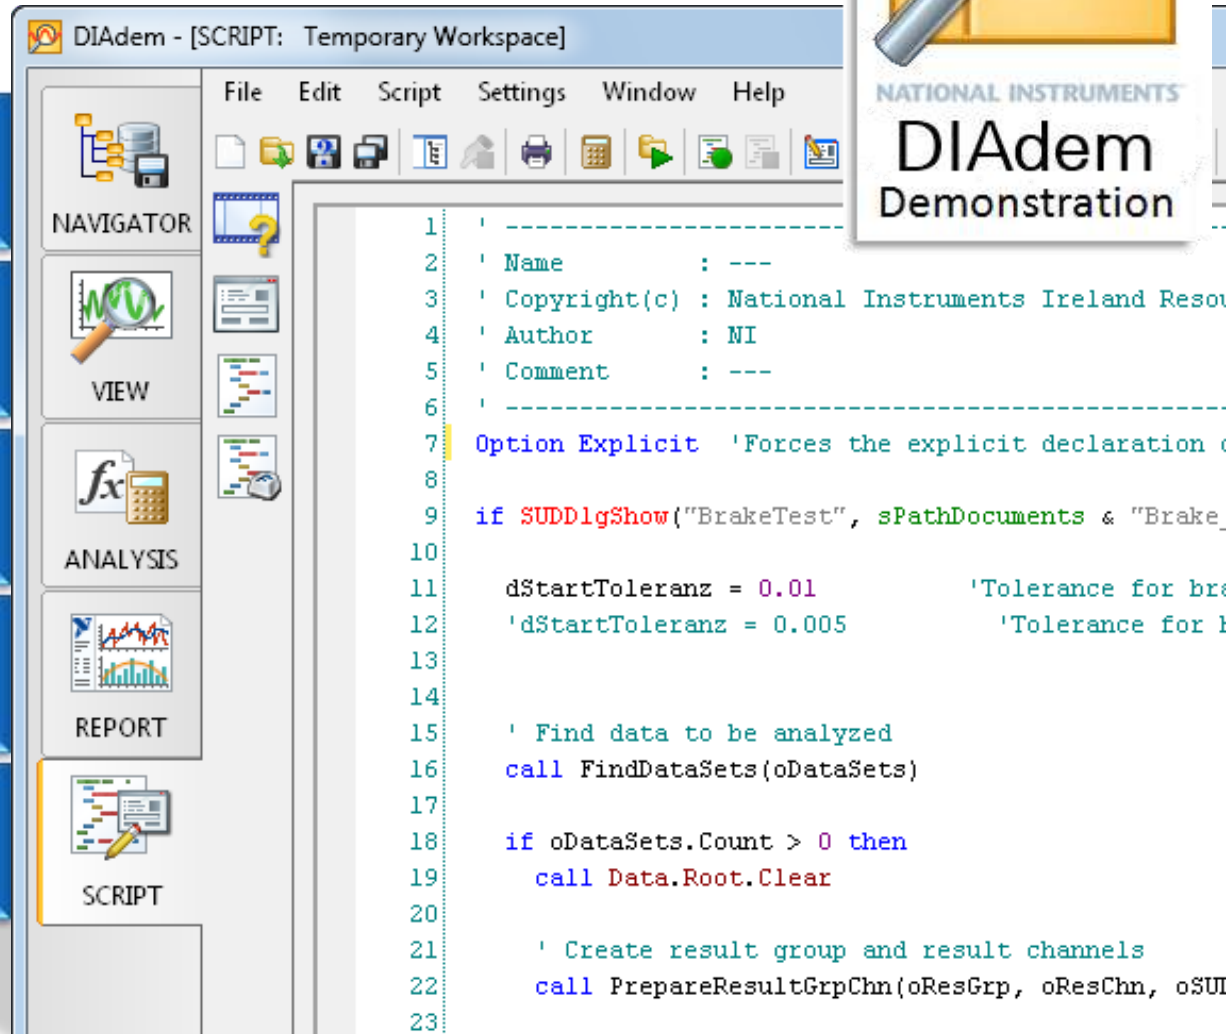 DIAdem - [SCRIPT:   Temporary Workspace]
File Edit Script Settings Window Help
NATIONAL INSTRUMENTS
DIAdem
Demonstration
NAVIGATOR
VIEW
fx
ANALYSIS
REPORT
SCRIPT
1 ' -----------------------
2 ' Name         : ---
3 ' Copyright(c) : National Instruments Ireland
4 ' Author       : NI
5 ' Comment      : ---
6 ' --------------------------------------------------
7 Option Explicit  'Forces the explicit declaration
8
9 if SUDDlgShow("BrakeTest", sPathDocuments & "Brake_
10
11   dStartToleranz = 0.01          'Tolerance for
12   'dStartToleranz = 0.005          'Tolerance for
13
14
15   ' Find data to be analyzed
16   call FindDataSets(oDataSets)
17
18   if oDataSets.Count > 0 then
19     call Data.Root.Clear
20
21     ' Create result group and result channels
22     call PrepareResultGrpChn(oResGrp, oResChn,
23